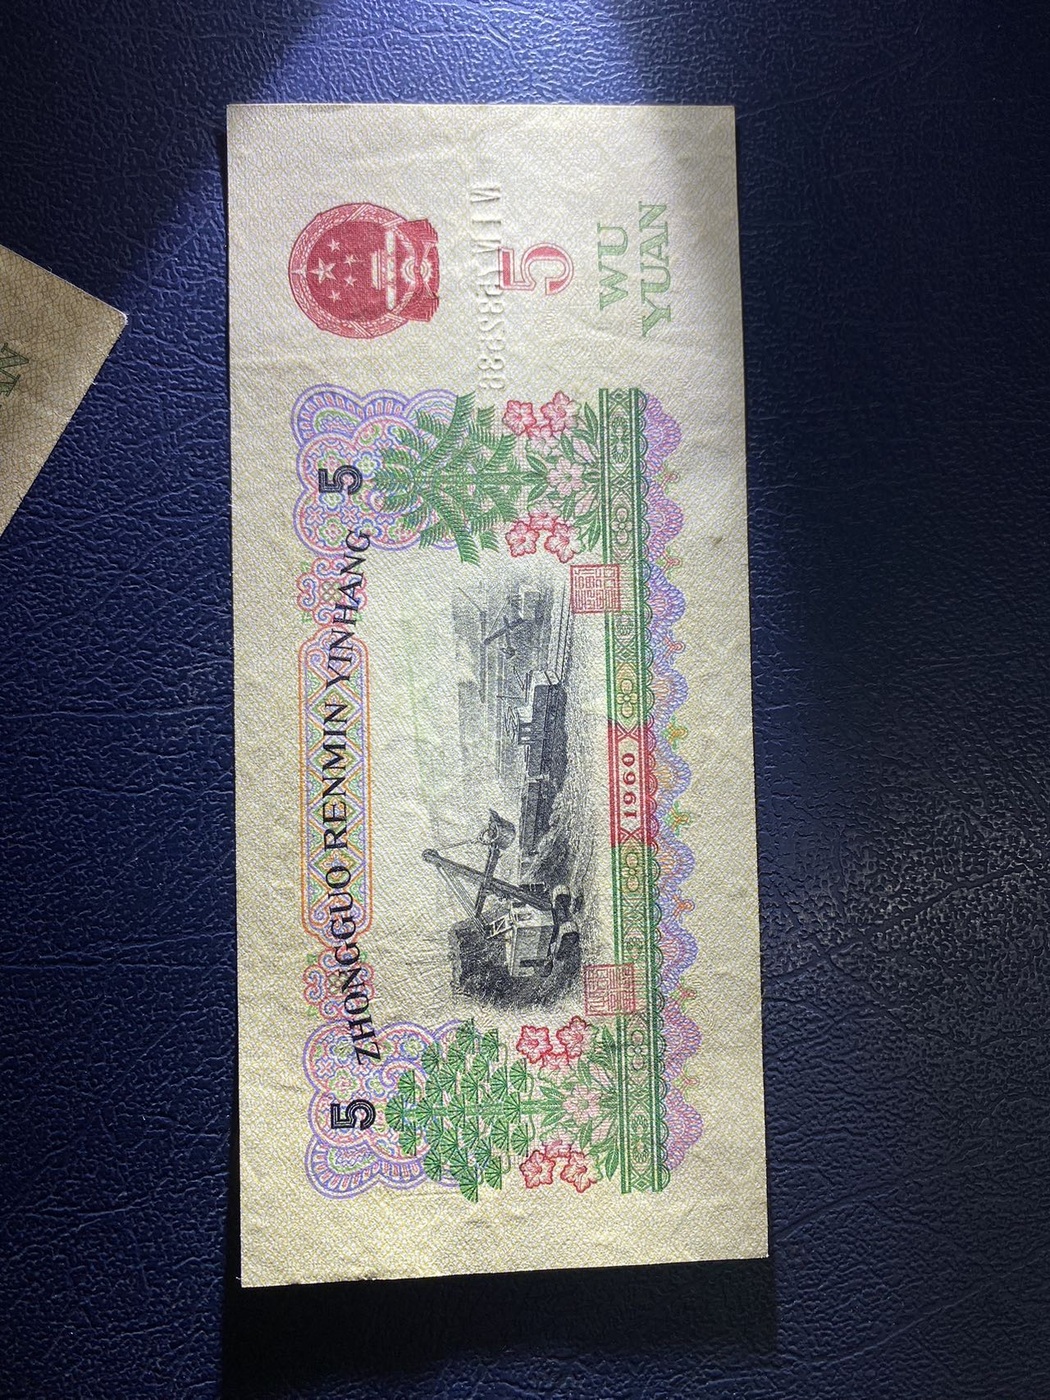 5 ZHONGGUO RENMIN YINHANG 5
5
WU
YUAN
1960